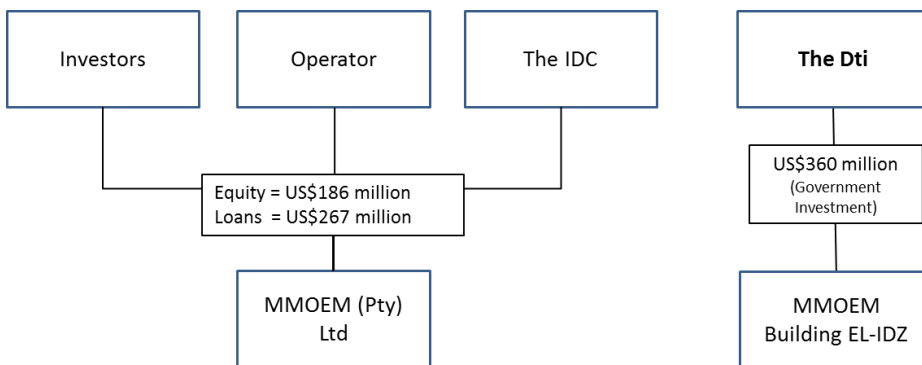 Investors
Operator
The IDC
The Dti
Equity = US$186 million
Loans = US$267 million
US$360 million
(Government
Investment)
MMOEM (Pty)
Ltd
MMOEM
Building EL-IDZ